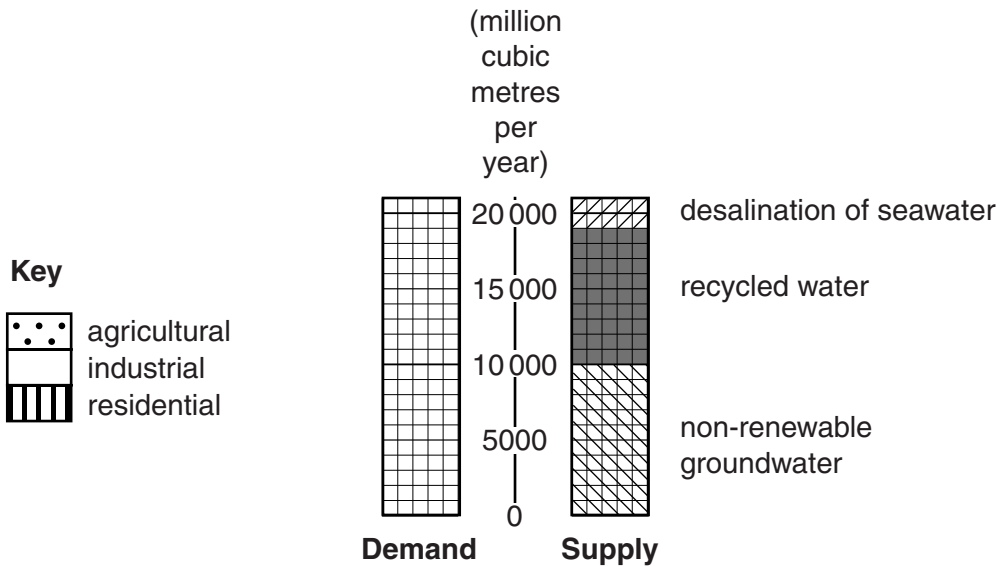 (million
cubic
metres
per
year)
20 000
15 000
10 000
5000
0
desalination of seawater
recycled water
non-renewable
groundwater
Key
agricultural
industrial
residential
Demand
Supply